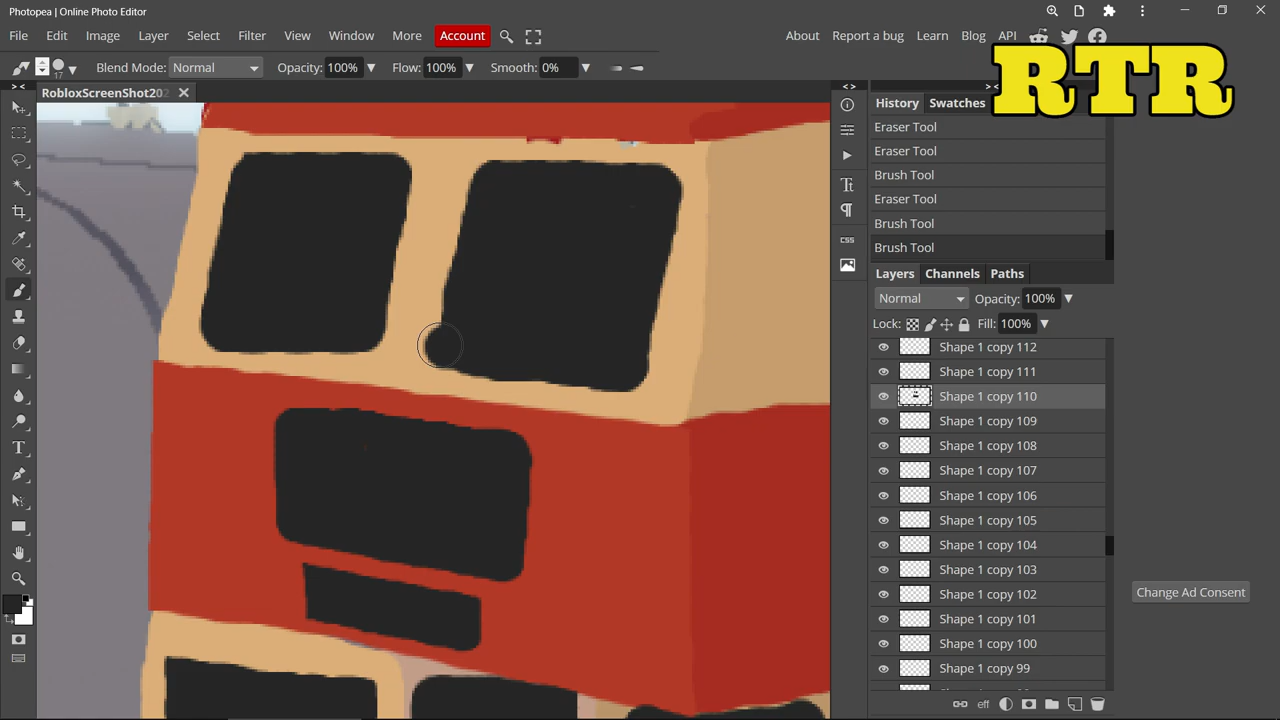 Photopea | Online Photo Editor
File Edit Image Layer Select Filter View Window More Account About Report a bug Learn Blog API
RTR
17 Blend Mode: Normal Opacity: 100% Flow: 100% Smooth: 0%
RobloxScreenShot202
History Swatches
Eraser Tool
Eraser Tool
Brush Tool
Eraser Tool
Brush Tool
Brush Tool
CSS
Layers Channels Paths
Normal Opacity: 100%
Lock: Fill: 100%
Shape 1 copy 112
Shape 1 copy 111
Shape 1 copy 110
Shape 1 copy 109
Shape 1 copy 108
Shape 1 copy 107
Shape 1 copy 106
Shape 1 copy 105
Shape 1 copy 104
Shape 1 copy 103
Shape 1 copy 102
Shape 1 copy 101
Shape 1 copy 100
Shape 1 copy 99
Change Ad Consent
eff